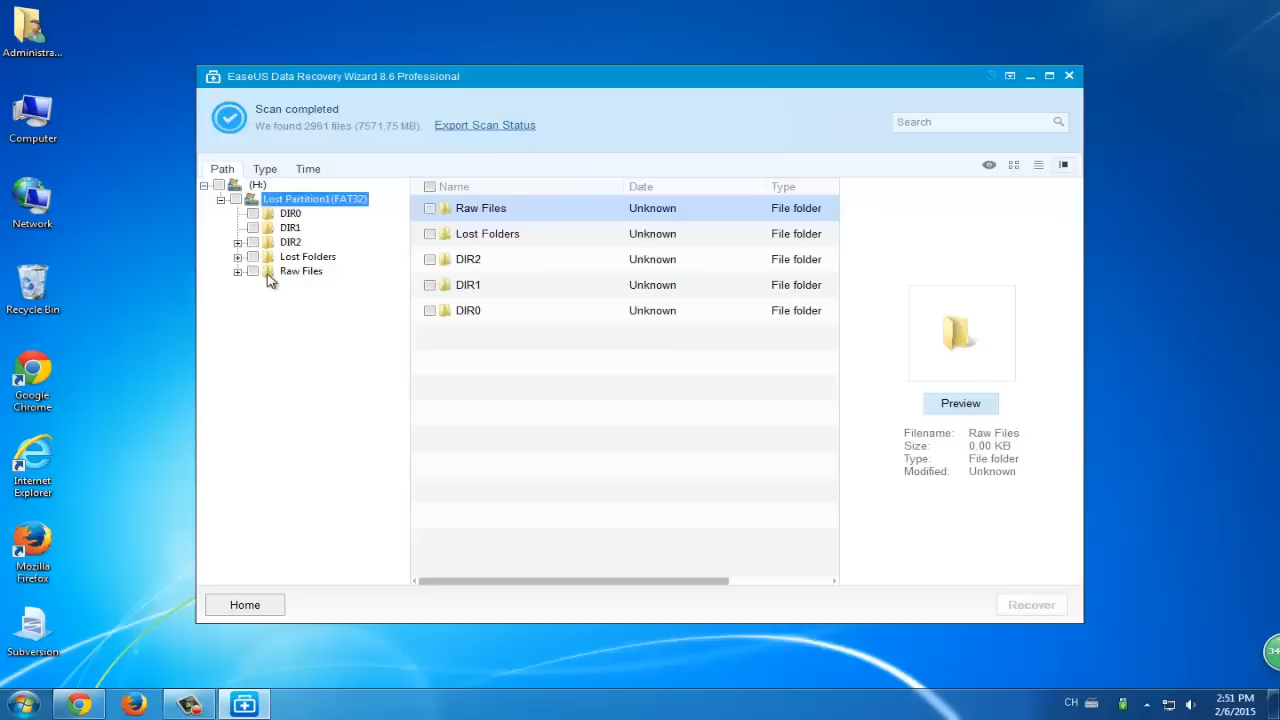 Administra...
Computer
Network
Recycle Bin
Google
Chrome
Internet
Explorer
Mozilla
Firefox
Subversion
EaseUS Data Recovery Wizard 8.6 Professional
Scan completed
We found 2961 files (7571.75 MB).
Export Scan Status
Search
Path Type Time
(H:)
Lost Partition1(FAT32)
DIR0
DIR1
DIR2
Lost Folders
Raw Files
Name Date Type
Raw Files Unknown File folder
Lost Folders Unknown File folder
DIR2 Unknown File folder
DIR1 Unknown File folder
DIR0 Unknown File folder
Preview
Filename: Raw Files
Size: 0.00 KB
Type: File folder
Modified: Unknown
Home
Recover
34
CH
2:51 PM
2/6/2015